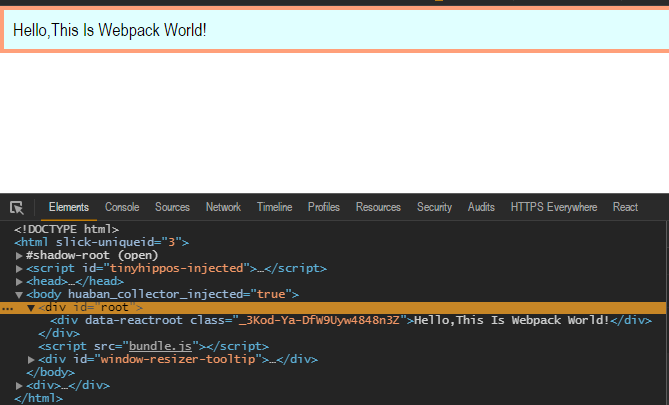 Hello,This Is Webpack World!
Elements Console Sources Network Timeline Profiles Resources Security Audits HTTPS Everywhere React
<!DOCTYPE html>
<html slick-uniqueid="3">
▶#shadow-root (open)
▶<script id="tinyhippos-injected">…</script>
▶<head>…</head>
▼<body huaban_collector_injected="true">
… ▼<div id="root">
<div data-reactroot class="_3Kod-Ya-DfW9Uyw4848n3Z">Hello,This Is Webpack World!</div>
</div>
<script src="bundle.js"></script>
▶<div id="window-resizer-tooltip">…</div>
</body>
▶<div>…</div>
</html>